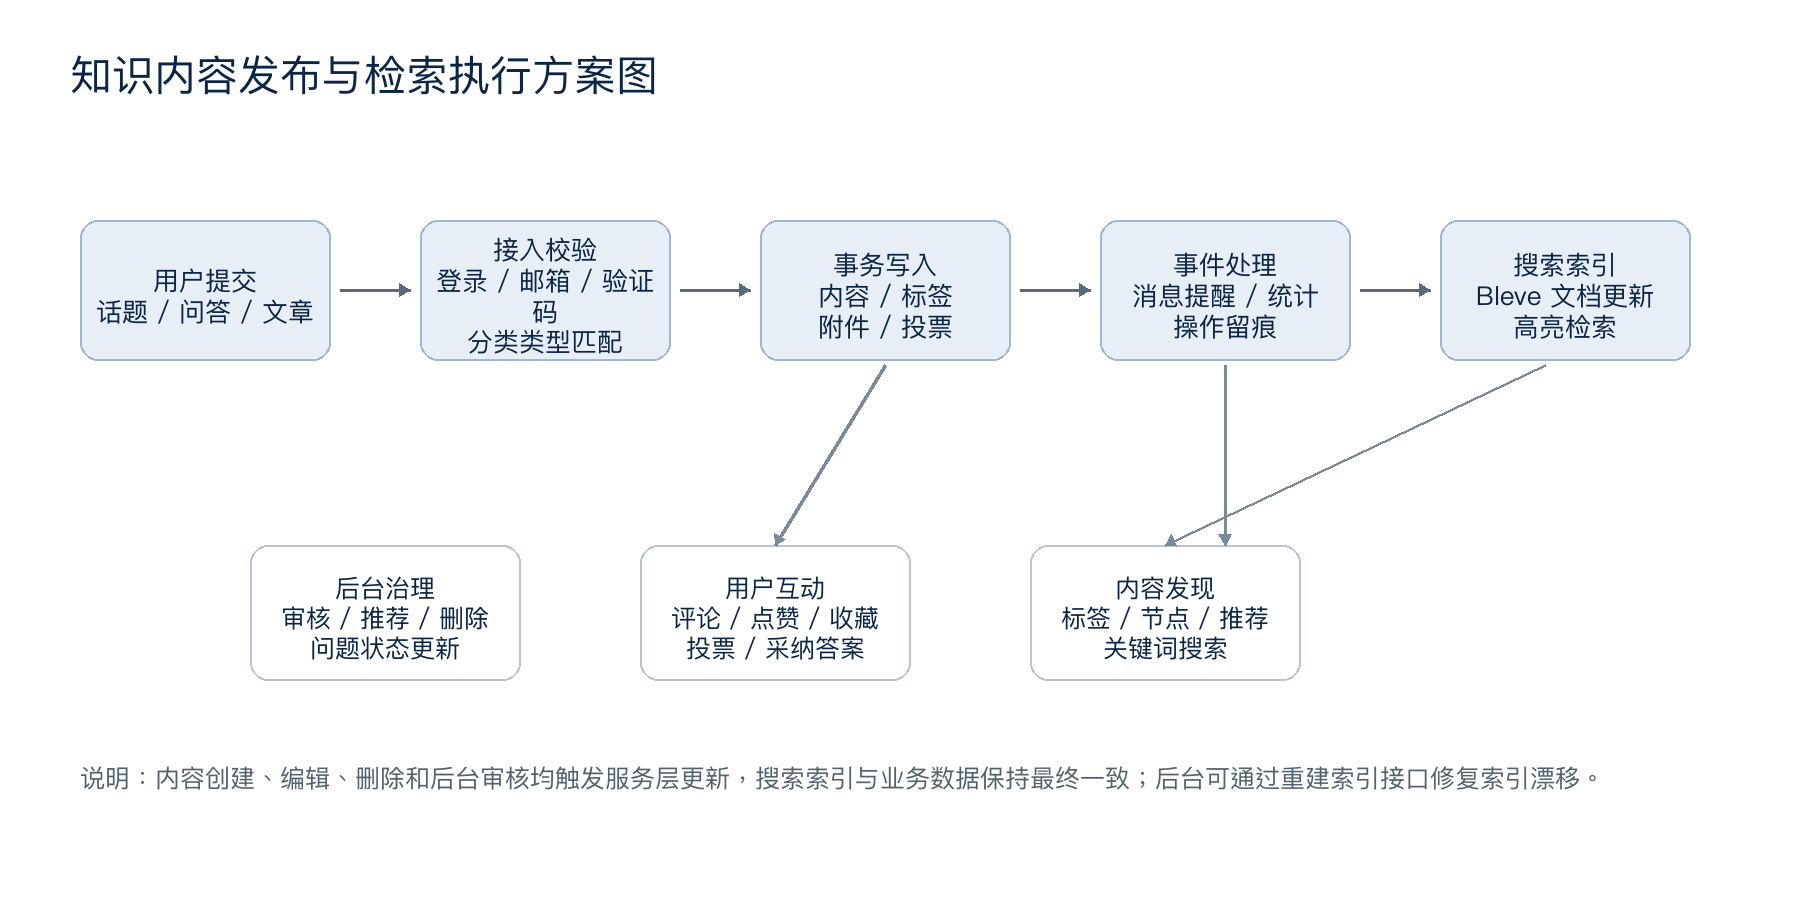 知识内容发布与检索执行方案图
用户提交
话题 / 问答 / 文章
接入校验
登录 / 邮箱 / 验证
码
分类类型匹配
事务写入
内容 / 标签
附件 / 投票
事件处理
消息提醒 / 统计
操作留痕
搜索索引
Bleve 文档更新
高亮检索
后台治理
审核 / 推荐 / 删除
问题状态更新
用户互动
评论 / 点赞 / 收藏
投票 / 采纳答案
内容发现
标签 / 节点 / 推荐
关键词搜索
说明：内容创建、编辑、删除和后台审核均触发服务层更新，搜索索引与业务数据保持最终一致；后台可通过重建索引接口修复索引漂移。